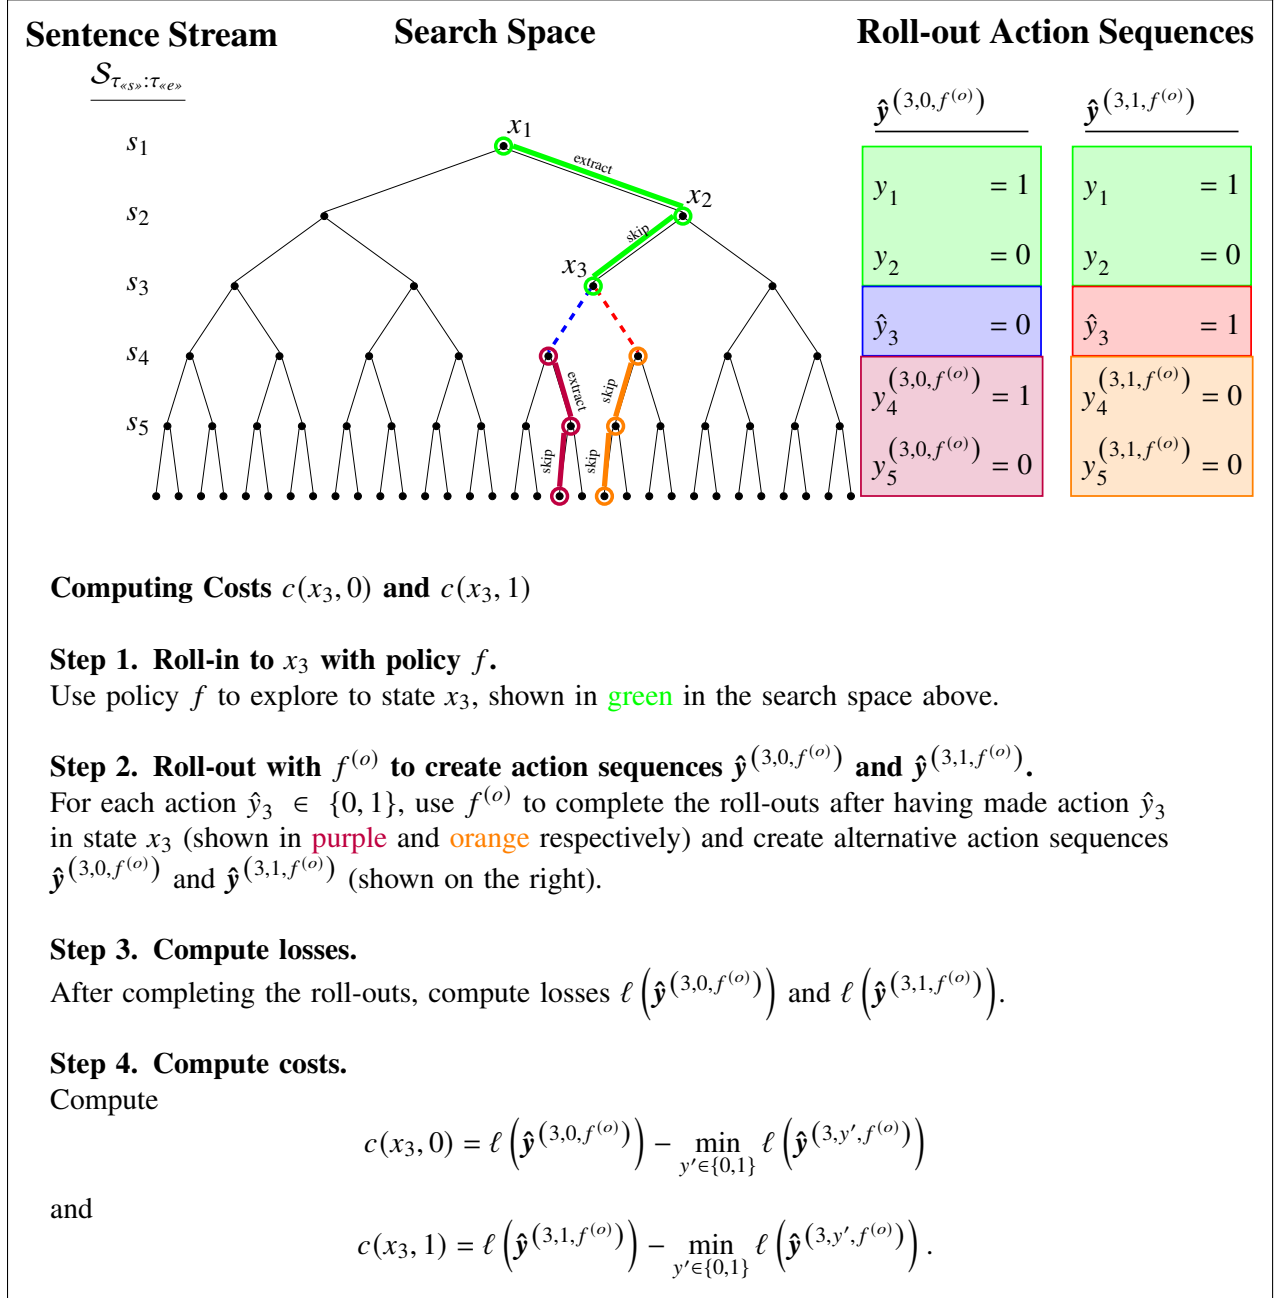 Sentence Stream
Search Space
Roll-out Action Sequences
𝒮_{τ_{«s»}:τ_{«e»}}
s₁
s₂
s₃
s₄
s₅
x₁
extract
x₂
skip
x₃
extract
skip
skip
skip
ŷ^{(3,0,f^{(o)})}
y₁ = 1
y₂ = 0
ŷ₃ = 0
y₄^{(3,0,f^{(o)})} = 1
y₅^{(3,0,f^{(o)})} = 0
ŷ^{(3,1,f^{(o)})}
y₁ = 1
y₂ = 0
ŷ₃ = 1
y₄^{(3,1,f^{(o)})} = 0
y₅^{(3,1,f^{(o)})} = 0
Computing Costs c(x₃, 0) and c(x₃, 1)
Step 1. Roll-in to x₃ with policy f.
Use policy f to explore to state x₃, shown in green in the search space above.
Step 2. Roll-out with f^{(o)} to create action sequences ŷ^{(3,0,f^{(o)})} and ŷ^{(3,1,f^{(o)})}.
For each action ŷ₃ ∈ {0, 1}, use f^{(o)} to complete the roll-outs after having made action ŷ₃
in state x₃ (shown in purple and orange respectively) and create alternative action sequences
ŷ^{(3,0,f^{(o)})} and ŷ^{(3,1,f^{(o)})} (shown on the right).
Step 3. Compute losses.
After completing the roll-outs, compute losses ℓ(ŷ^{(3,0,f^{(o)})}) and ℓ(ŷ^{(3,1,f^{(o)})}).
Step 4. Compute costs.
Compute
c(x₃, 0) = ℓ(ŷ^{(3,0,f^{(o)})}) − min_{y′∈{0,1}} ℓ(ŷ^{(3,y′,f^{(o)})})
and
c(x₃, 1) = ℓ(ŷ^{(3,1,f^{(o)})}) − min_{y′∈{0,1}} ℓ(ŷ^{(3,y′,f^{(o)})}).